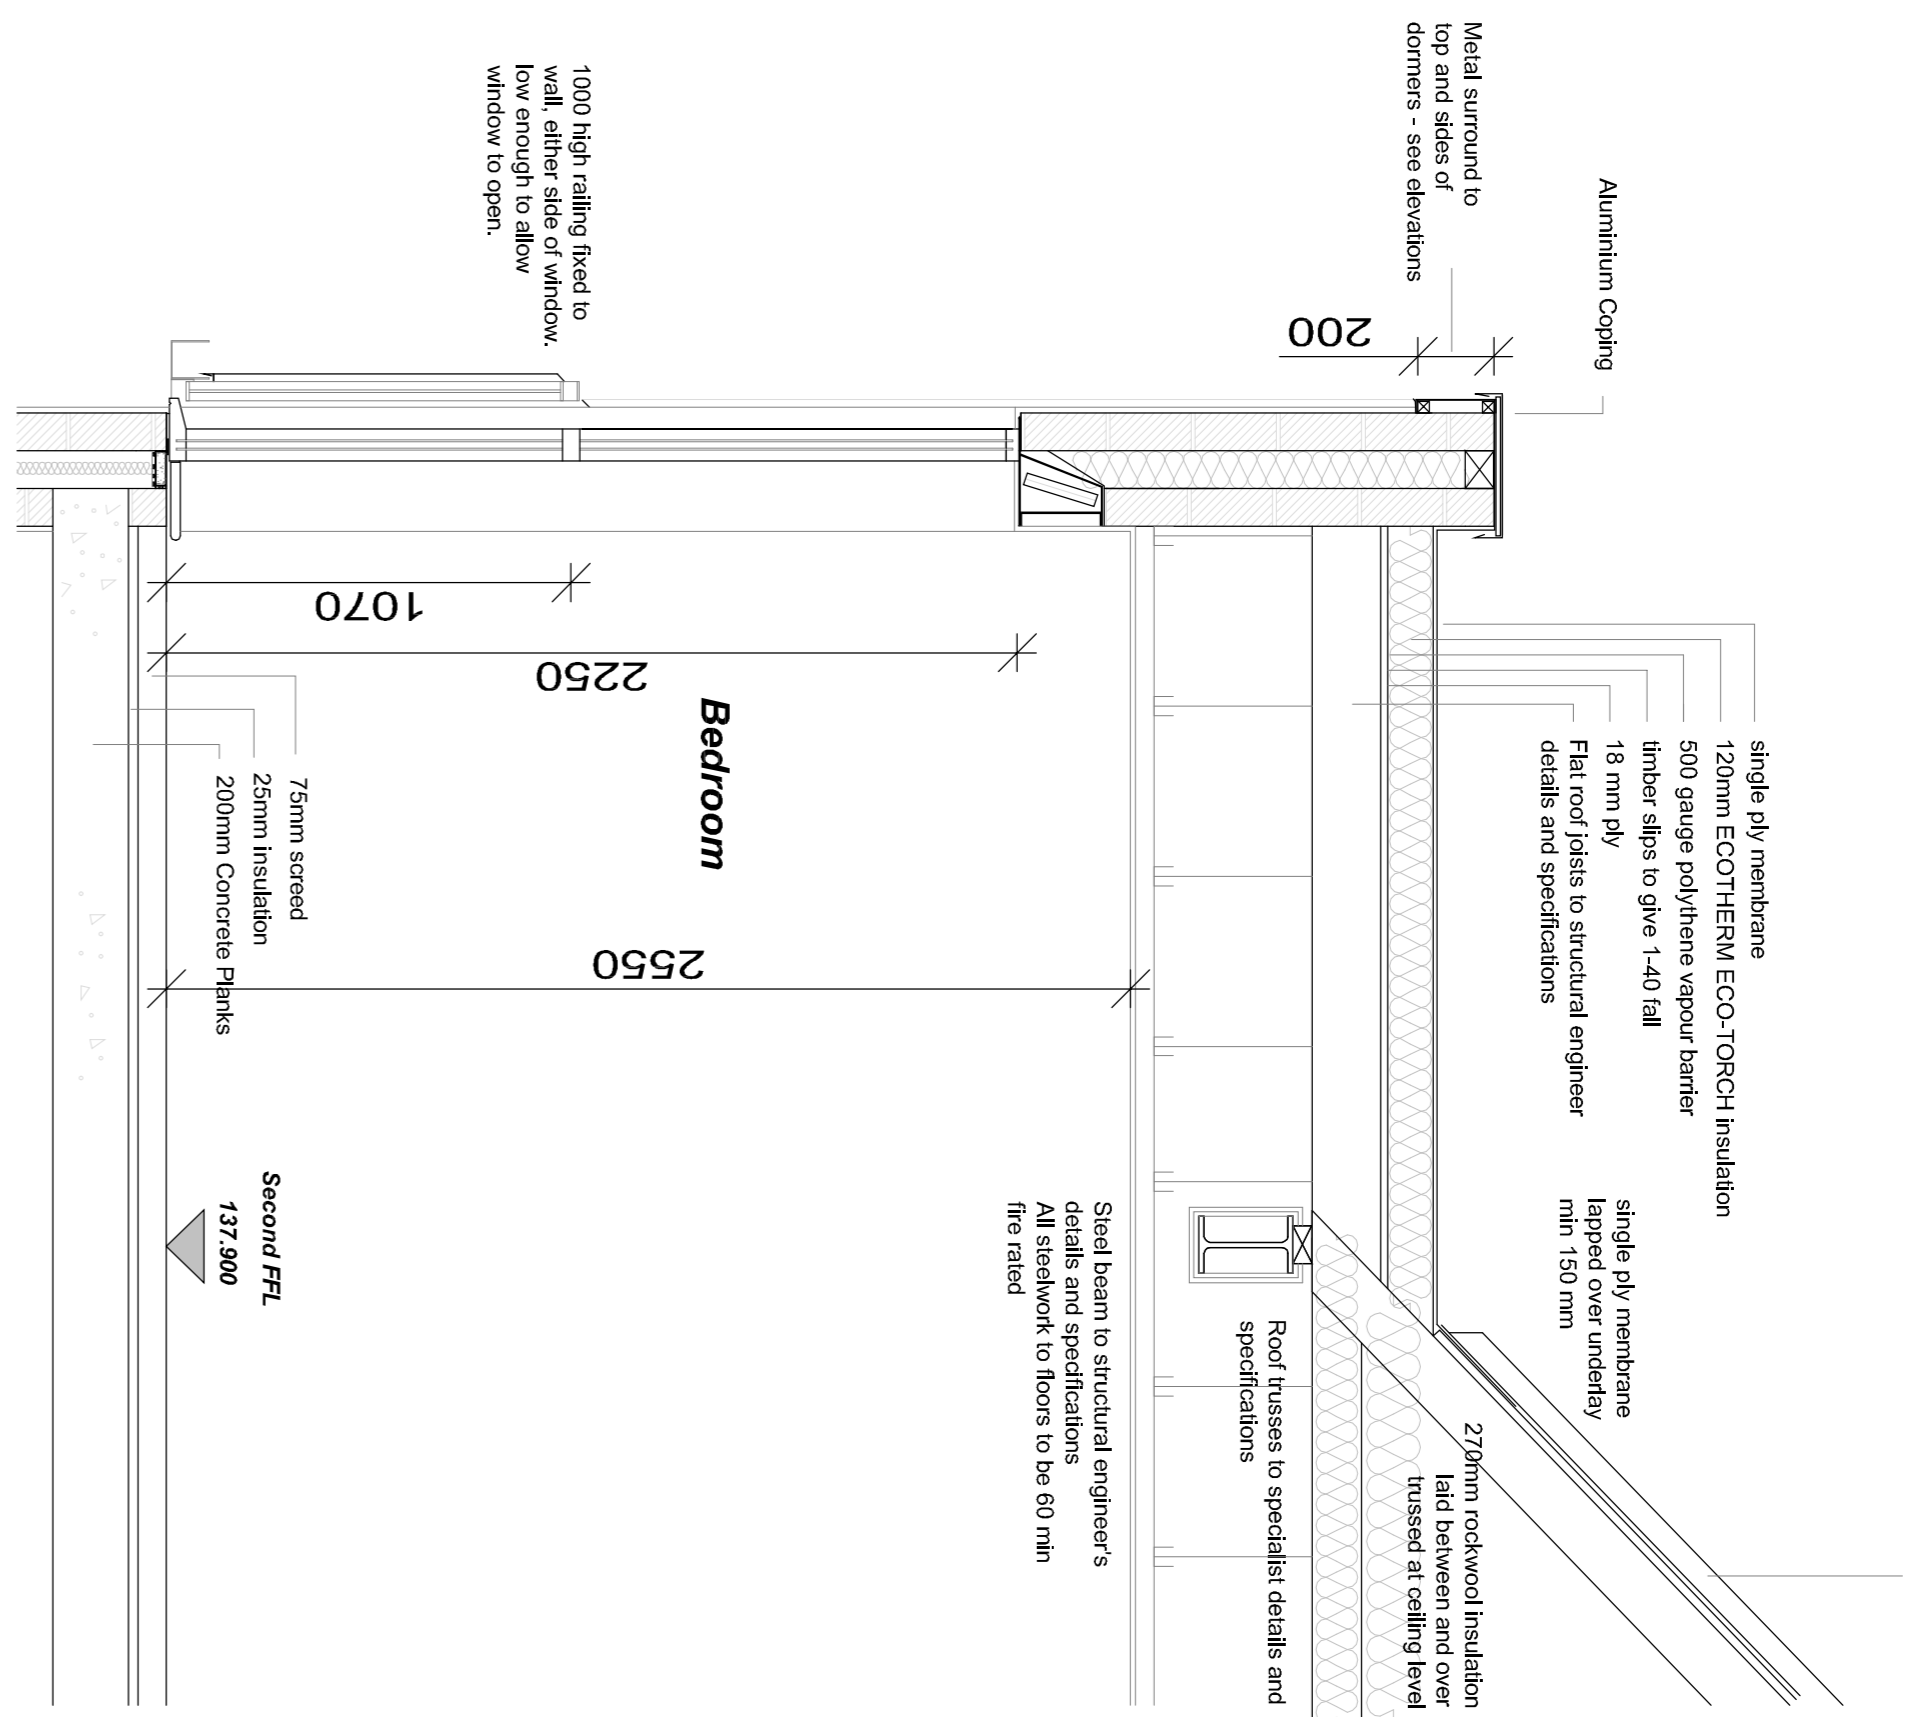 Aluminium Coping
Metal surround to
top and sides of
dormers - see elevations
200
1000 high railing fixed to
wall, either side of window.
low enough to allow
window to open.
single ply membrane
120mm ECOTHERM ECO-TORCH insulation
500 gauge polythene vapour barrier
timber slips to give 1-40 fall
18 mm ply
Flat roof joists to structural engineer
details and specifications
single ply membrane
lapped over underlay
min 150 mm
270mm rockwool insulation
laid between and over
trussed at ceiling level
Roof trusses to specialist details and
specifications
Steel beam to structural engineer's
details and specifications
All steelwork to floors to be 60 min
fire rated
Bedroom
1070
2250
2550
75mm screed
25mm insulation
200mm Concrete Planks
Second FFL
137.900